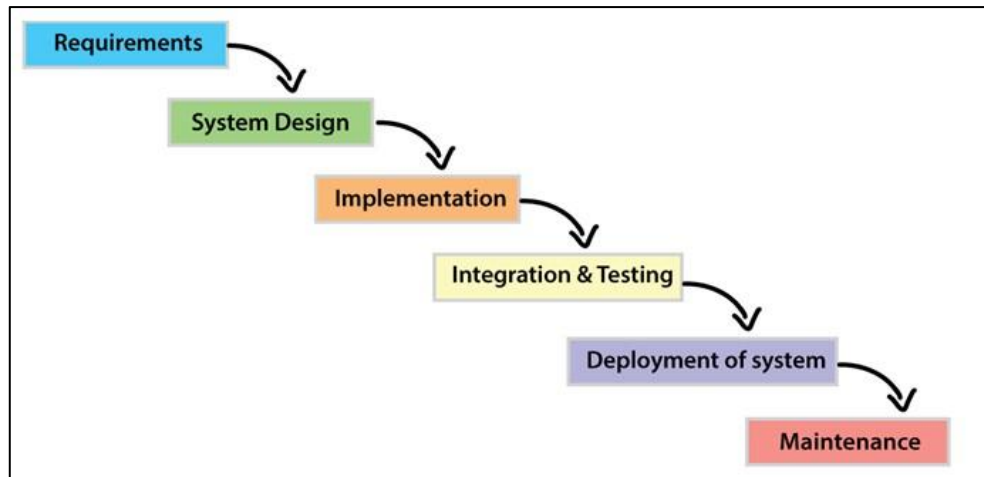 Requirements
System Design
Implementation
Integration & Testing
Deployment of system
Maintenance